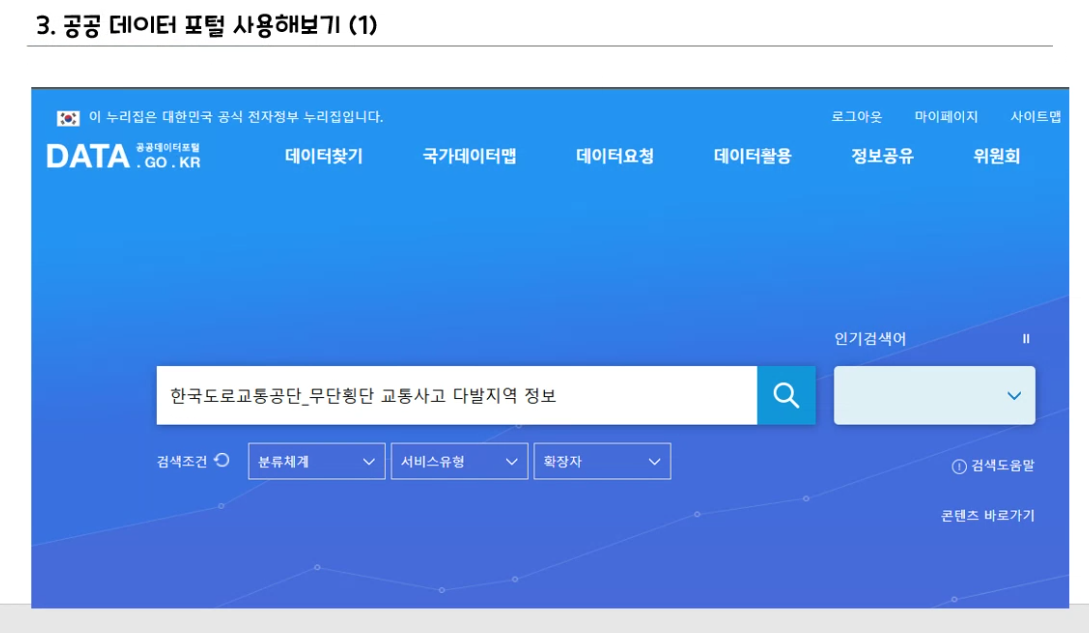 3. 공공 데이터 포털 사용해보기 (1)
이 누리집은 대한민국 공식 전자정부 누리집입니다.
로그아웃 마이페이지 사이트맵
DATA 공공데이터포털 . GO . KR
데이터찾기 국가데이터맵 데이터요청 데이터활용 정보공유 위원회
인기검색어
한국도로교통공단_무단횡단 교통사고 다발지역 정보
검색조건 분류체계 서비스유형 확장자
검색도움말
콘텐츠 바로가기